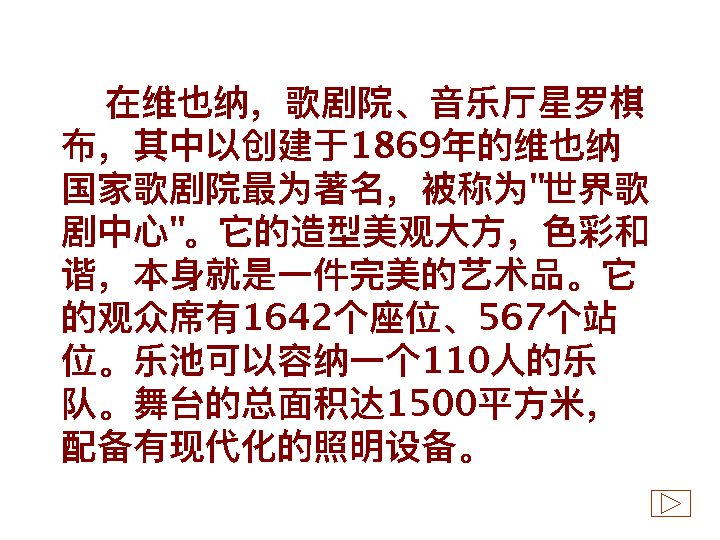 在维也纳，歌剧院、音乐厅星罗棋
布，其中以创建于1869年的维也纳
国家歌剧院最为著名，被称为"世界歌
剧中心"。它的造型美观大方，色彩和
谐，本身就是一件完美的艺术品。它
的观众席有1642个座位、567个站
位。乐池可以容纳一个110人的乐
队。舞台的总面积达1500平方米，
配备有现代化的照明设备。